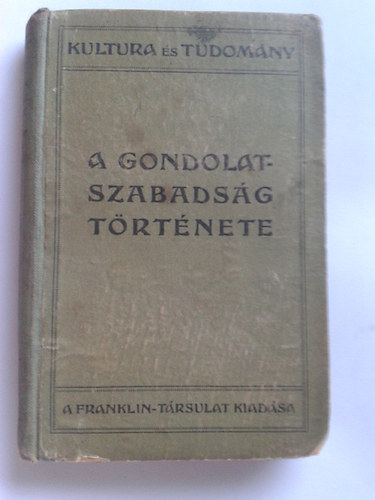 KULTURA ÉS TUDOMÁNY
A GONDOLAT-
SZABADSÁG
TÖRTÉNETE
A FRANKLIN-TÁRSULAT KIADÁSA